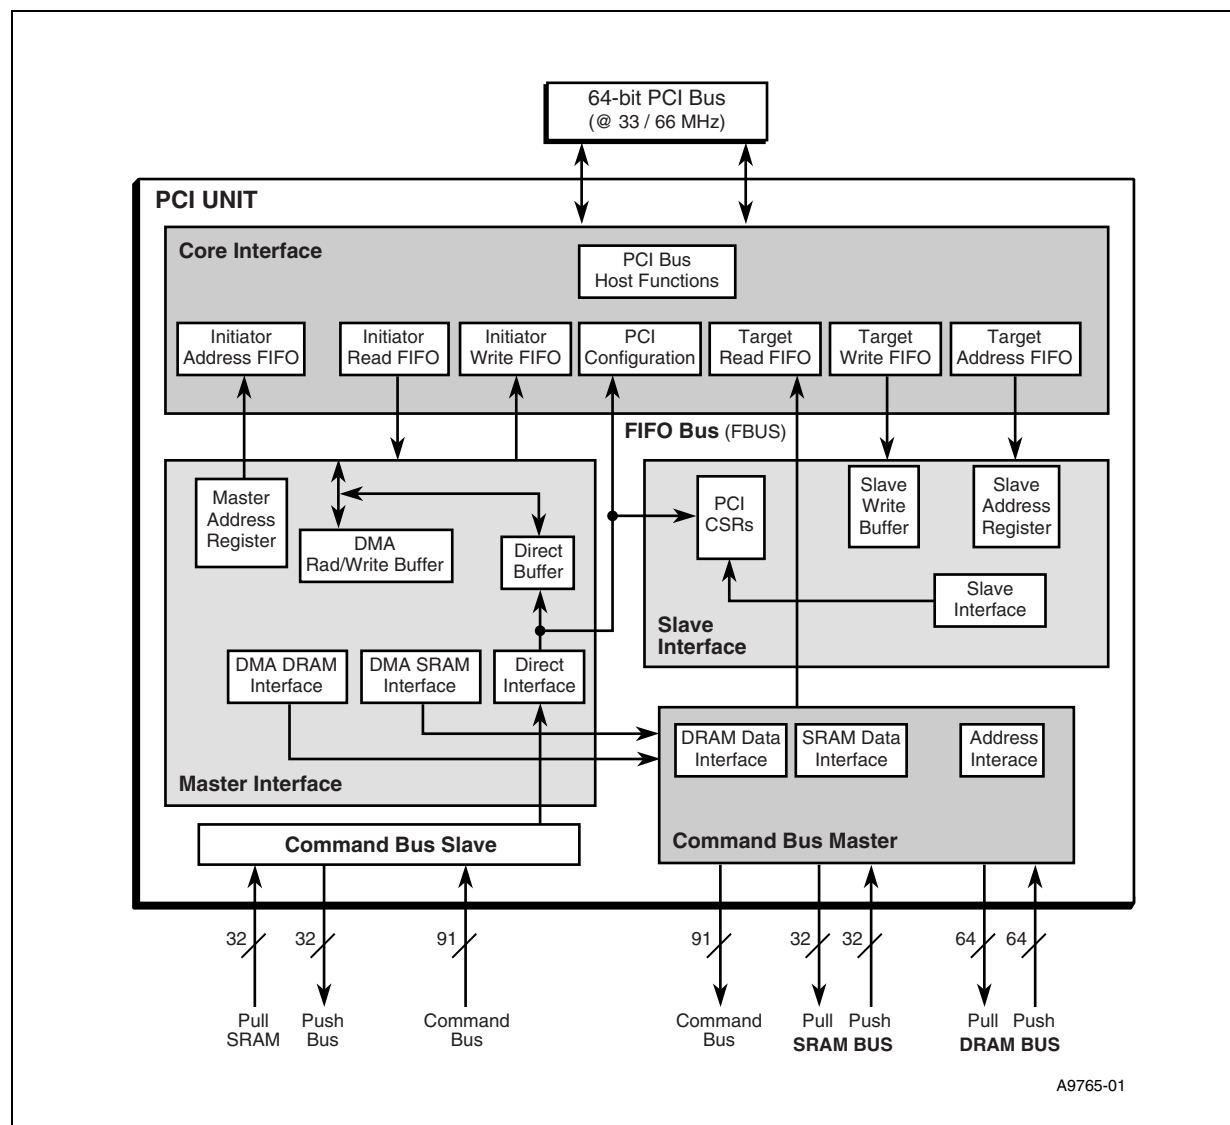 64-bit PCI Bus
(@ 33 / 66 MHz)
PCI UNIT
Core Interface
PCI Bus
Host Functions
Initiator
Address FIFO
Initiator
Read FIFO
Initiator
Write FIFO
PCI
Configuration
Target
Read FIFO
Target
Write FIFO
Target
Address FIFO
FIFO Bus (FBUS)
Master
Address
Register
DMA
Rad/Write Buffer
Direct
Buffer
PCI
CSRs
Slave
Write
Buffer
Slave
Address
Register
Slave
Interface
Slave
Interface
DMA DRAM
Interface
DMA SRAM
Interface
Direct
Interface
Master Interface
DRAM Data
Interface
SRAM Data
Interface
Address
Interace
Command Bus Slave
Command Bus Master
32
32
91
91
32
32
64
64
Pull
SRAM
Push
Bus
Command
Bus
Command
Bus
Pull Push
SRAM BUS
Pull Push
DRAM BUS
A9765-01